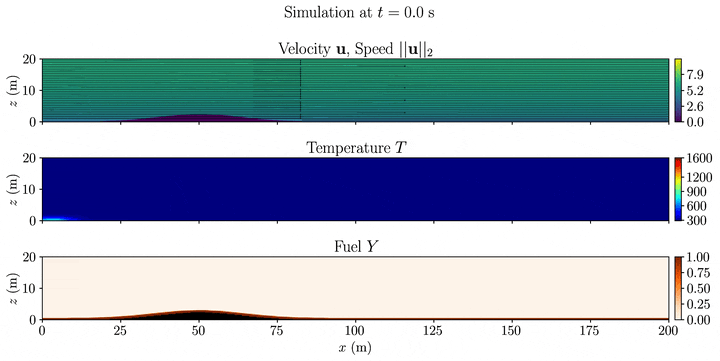 Simulation at t = 0.0 s
Velocity u, Speed ||u||₂
20
10
0
z (m)
7.9
5.2
2.6
0.0
Temperature T
20
10
0
z (m)
1600
1200
900
600
300
Fuel Y
20
10
0
z (m)
1.00
0.75
0.50
0.25
0.00
0 25 50 75 100 125 150 175 200
x (m)